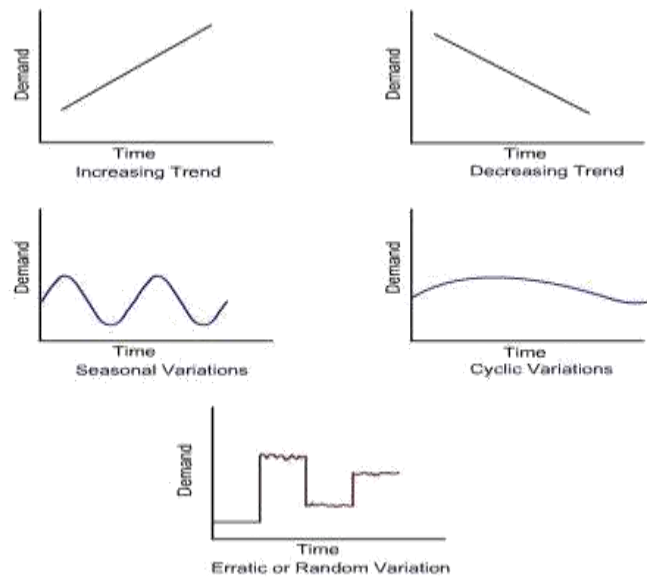 Demand
Time
Increasing Trend
Demand
Time
Decreasing Trend
Demand
Time
Seasonal Variations
Demand
Time
Cyclic Variations
Demand
Time
Erratic or Random Variation